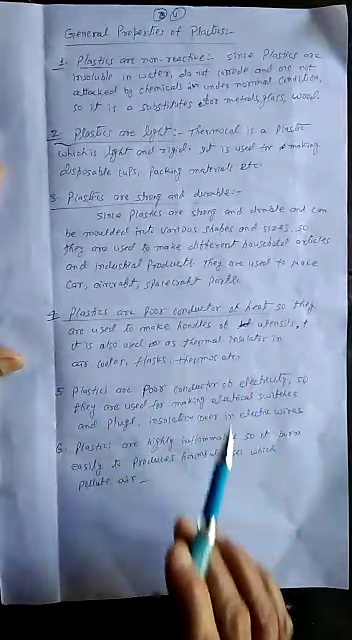 General Properties of Plastics:-
1. Plastics are non-reactive:- Since Plastics are
insoluble in water, do not corrode and are not
attacked by chemicals under normal condition,
so it is a substitutes for metals, glass, wood.
2. Plastics are light:- Thermocol is a Plastic
which is light and rigid. It is used for making
disposable cups, Packing materials etc.
3. Plastics are strong and durable:-
Since Plastics are strong and durable and can
be moulded into various shapes and sizes, so
they are used to make different household articles
and industrial Products. They are used to make
Car, aircraft, spacecraft Parts.
4. Plastics are Poor conductor of heat so they
are used to make handles of utensils,
it is also used as thermal insulator in
air cooler, flasks, thermos etc.
5 Plastics are Poor conductor of electricity, so
they are used for making electrical switches
and Plugs, insulative over in electric wires
6. Plastics are highly so it burn
easily to Produces which
pollute air -